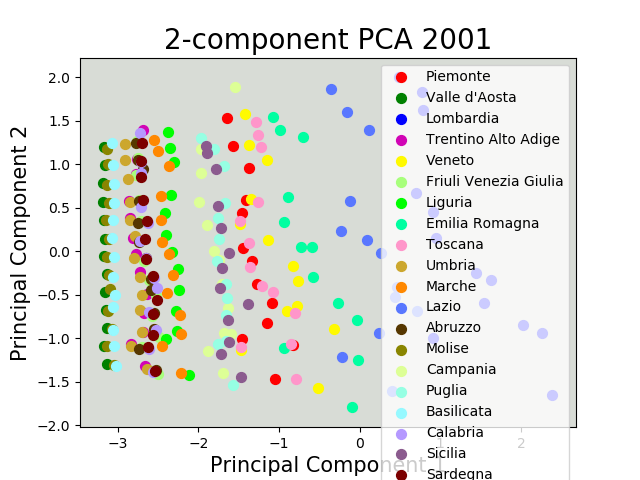 2-component PCA 2001
Principal Component 2
2.0
1.5
1.0
0.5
0.0
−0.5
−1.0
−1.5
−2.0
−3
−2
−1
0
1
2
Principal Component 1
Piemonte
Valle d'Aosta
Lombardia
Trentino Alto Adige
Veneto
Friuli Venezia Giulia
Liguria
Emilia Romagna
Toscana
Umbria
Marche
Lazio
Abruzzo
Molise
Campania
Puglia
Basilicata
Calabria
Sicilia
Sardegna